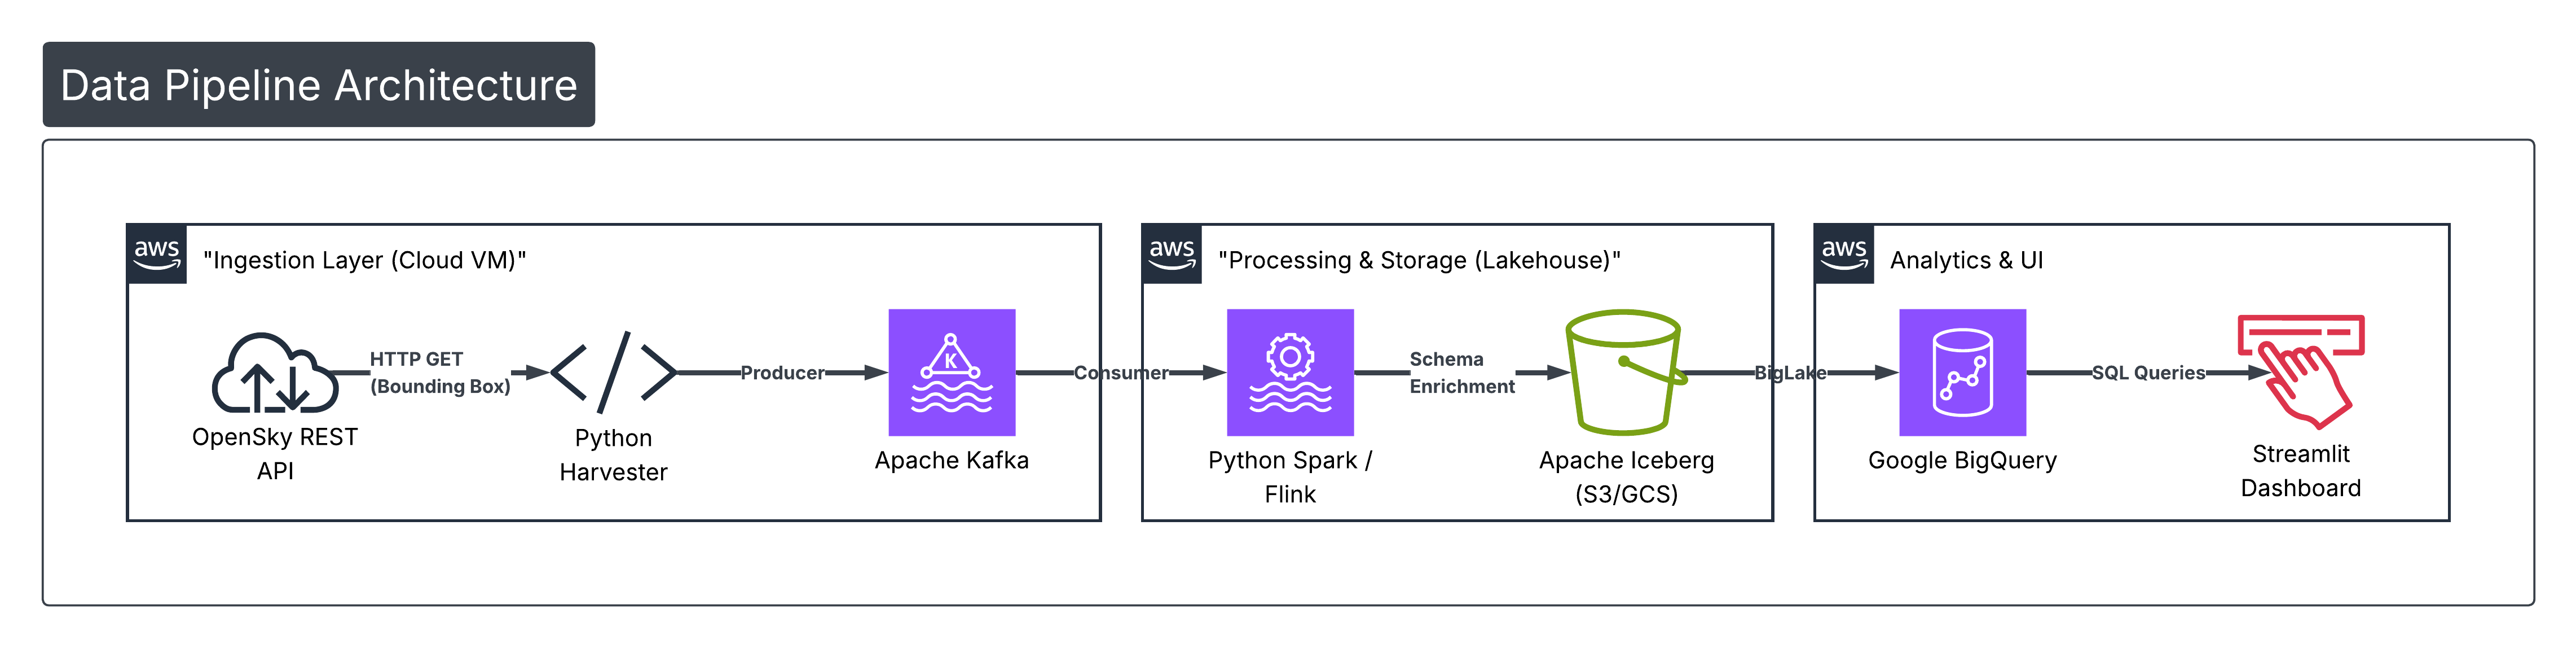 Data Pipeline Architecture
aws
"Ingestion Layer (Cloud VM)"
OpenSky REST
API
HTTP GET
(Bounding Box)
Python
Harvester
Producer
K
Apache Kafka
Consumer
aws
"Processing & Storage (Lakehouse)"
Python Spark /
Flink
Schema
Enrichment
Apache Iceberg
(S3/GCS)
BigLake
aws
Analytics & UI
Google BigQuery
SQL Queries
Streamlit
Dashboard